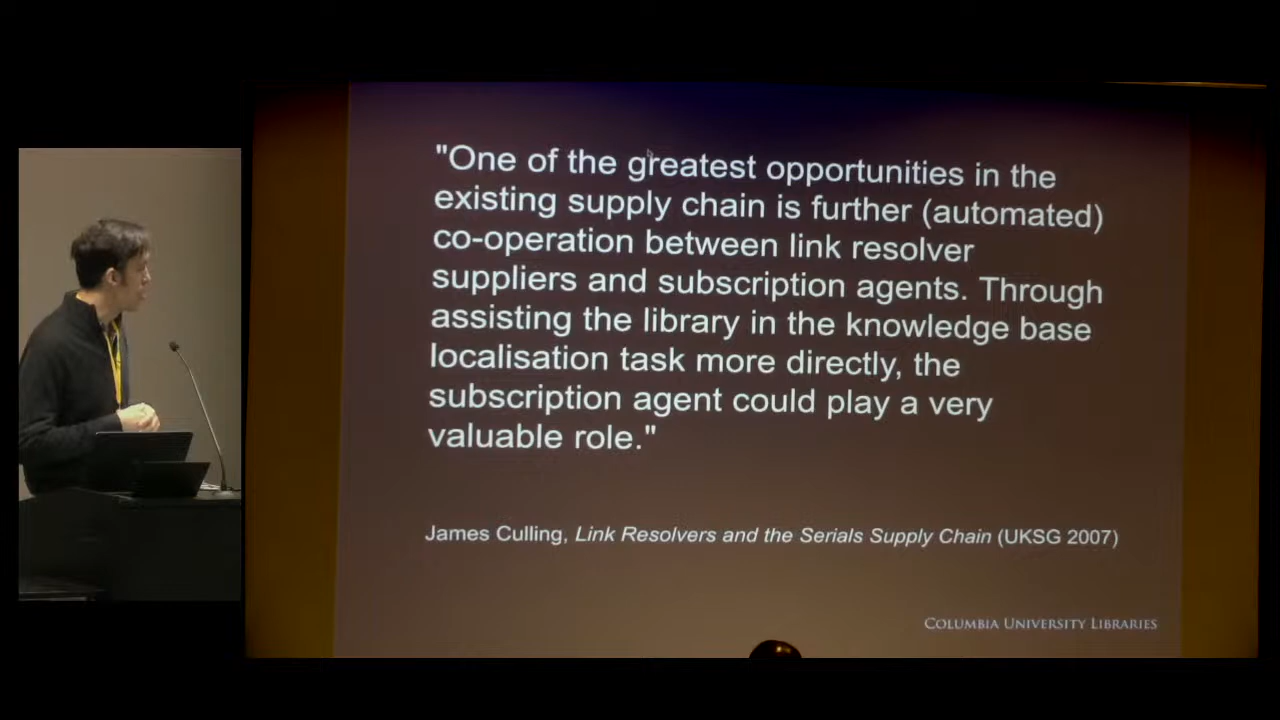 "One of the greatest opportunities in the
existing supply chain is further (automated)
co-operation between link resolver
suppliers and subscription agents. Through
assisting the library in the knowledge base
localisation task more directly, the
subscription agent could play a very
valuable role."
James Culling, Link Resolvers and the Serials Supply Chain (UKSG 2007)
COLUMBIA UNIVERSITY LIBRARIES